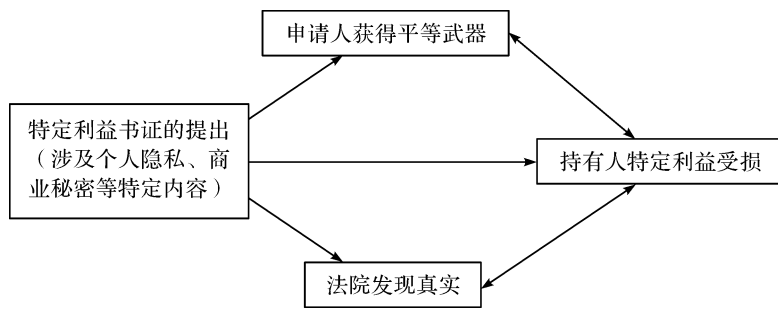 申请人获得平等武器
特定利益书证的提出
（涉及个人隐私、商
业秘密等特定内容）
持有人特定利益受损
法院发现真实